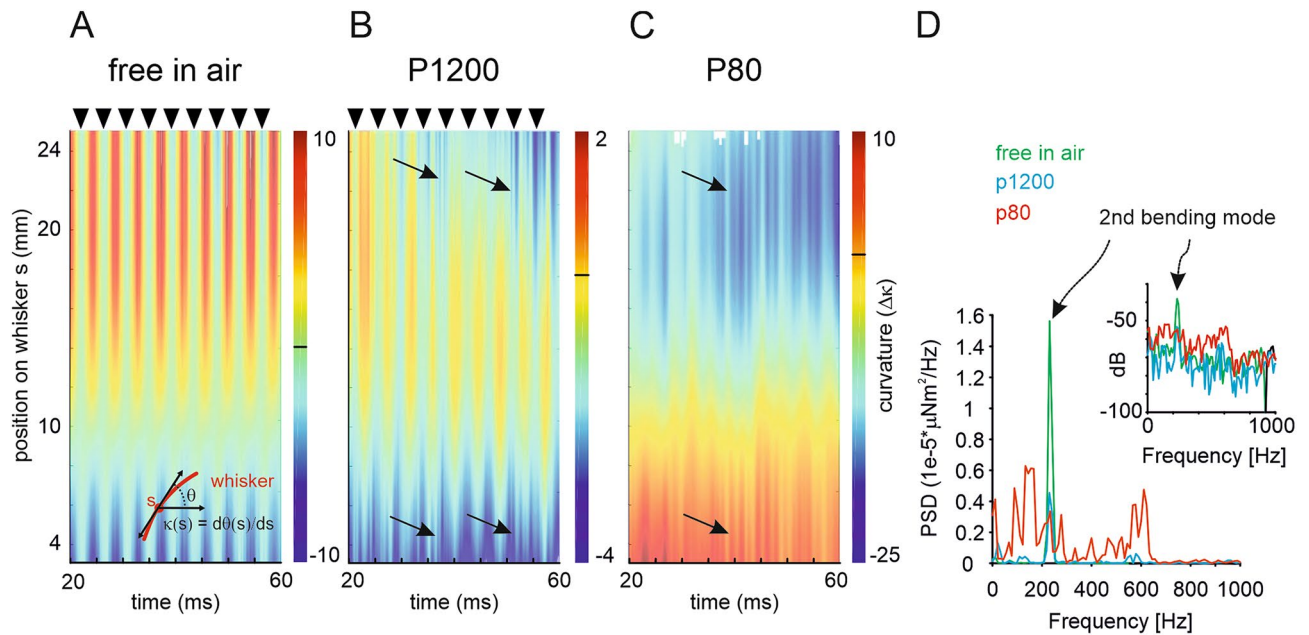 A
B
C
D
free in air
P1200
P80
position on whisker s (mm)
24
20
10
4
20
60
time (ms)
whisker
s
θ
κ(s) = dθ(s)/ds
10
-10
20
60
time (ms)
2
-4
20
60
time (ms)
10
-25
curvature (Δκ)
free in air
p1200
p80
2nd bending mode
PSD (1e-5*µNm²/Hz)
1.6
1.4
1.2
1
0.8
0.6
0.4
0.2
0
0
200
400
600
800
1000
Frequency [Hz]
dB
-50
-100
0
1000
Frequency [Hz]